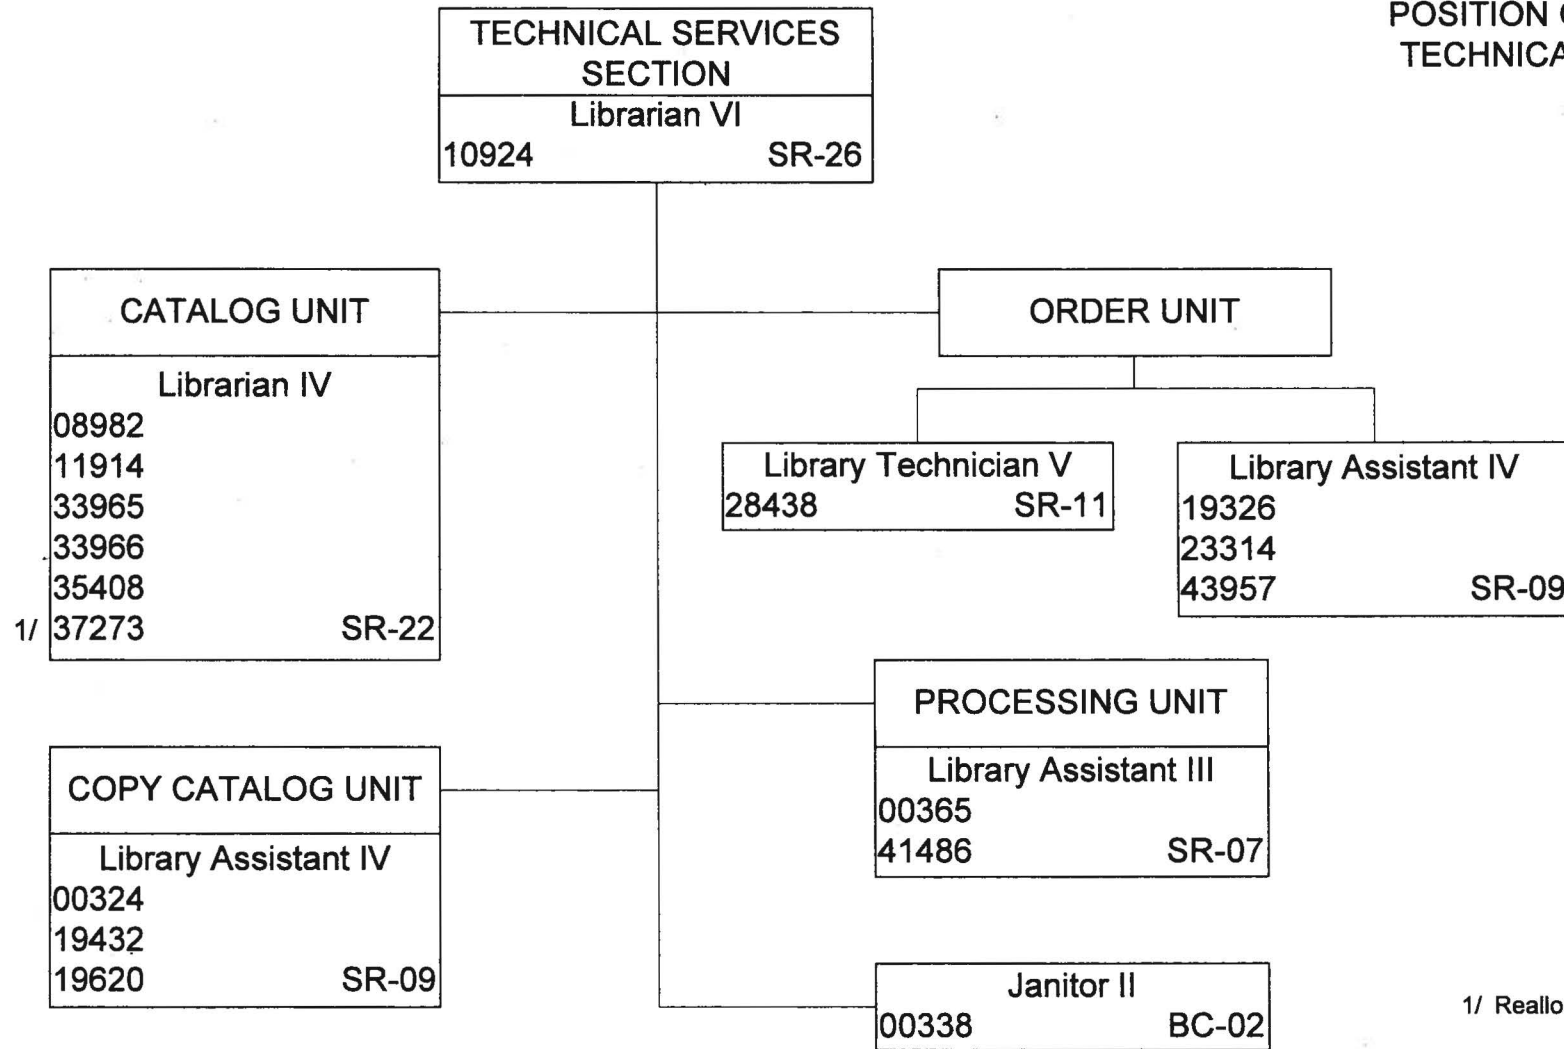 POSITION
TECHNICA
TECHNICAL SERVICES
SECTION
Librarian VI
10924 SR-26
CATALOG UNIT
Librarian IV
08982
11914
33965
33966
35408
1/ 37273 SR-22
ORDER UNIT
Library Technician V
28438 SR-11
Library Assistant IV
19326
23314
43957 SR-09
PROCESSING UNIT
Library Assistant III
00365
41486 SR-07
COPY CATALOG UNIT
Library Assistant IV
00324
19432
19620 SR-09
Janitor II
00338 BC-02
1/ Reallo